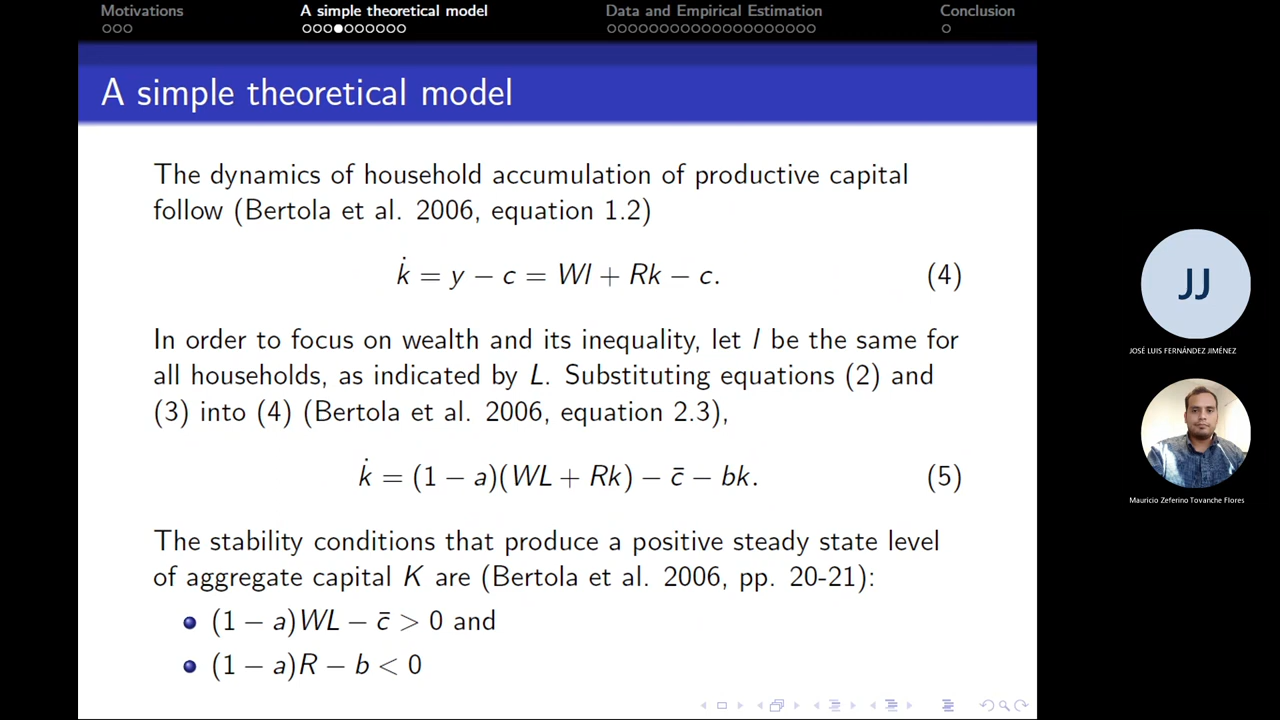 Motivations
A simple theoretical model
Data and Empirical Estimation
Conclusion
A simple theoretical model
The dynamics of household accumulation of productive capital
follow (Bertola et al. 2006, equation 1.2)
k̇ = y − c = Wl + Rk − c. (4)
In order to focus on wealth and its inequality, let l be the same for
all households, as indicated by L. Substituting equations (2) and
(3) into (4) (Bertola et al. 2006, equation 2.3),
k̇ = (1 − a)(WL + Rk) − c̄ − bk. (5)
The stability conditions that produce a positive steady state level
of aggregate capital K are (Bertola et al. 2006, pp. 20-21):
(1 − a)WL − c̄ > 0 and
(1 − a)R − b < 0
JJ
JOSÉ LUIS FERNÁNDEZ JIMÉNEZ
Mauricio Zeferino Tovanche Flores